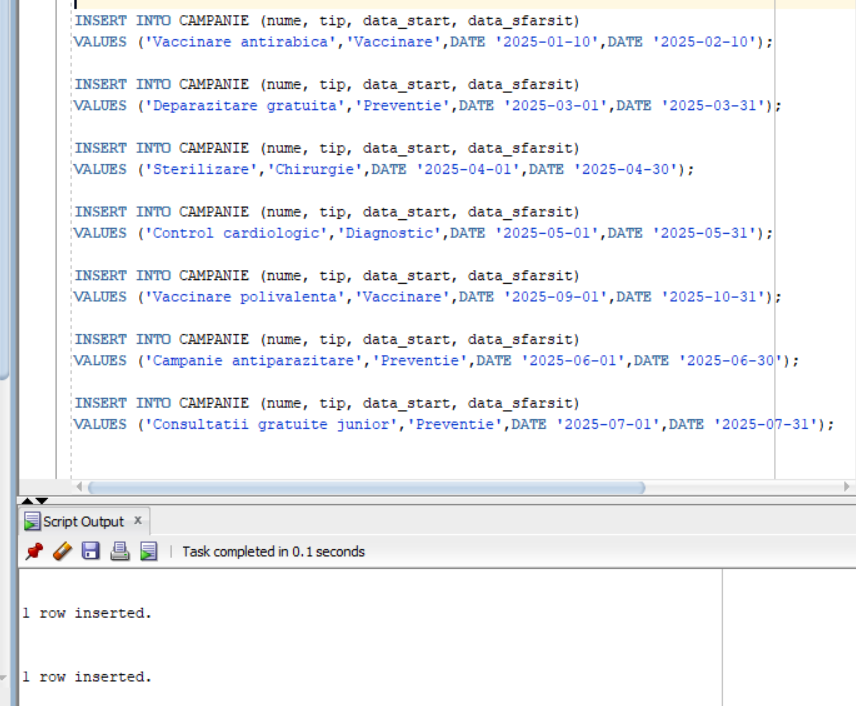 INSERT INTO CAMPANIE (nume, tip, data_start, data_sfarsit)
VALUES ('Vaccinare antirabica','Vaccinare',DATE '2025-01-10',DATE '2025-02-10');
INSERT INTO CAMPANIE (nume, tip, data_start, data_sfarsit)
VALUES ('Deparazitare gratuita','Preventie',DATE '2025-03-01',DATE '2025-03-31');
INSERT INTO CAMPANIE (nume, tip, data_start, data_sfarsit)
VALUES ('Sterilizare','Chirurgie',DATE '2025-04-01',DATE '2025-04-30');
INSERT INTO CAMPANIE (nume, tip, data_start, data_sfarsit)
VALUES ('Control cardiologic','Diagnostic',DATE '2025-05-01',DATE '2025-05-31');
INSERT INTO CAMPANIE (nume, tip, data_start, data_sfarsit)
VALUES ('Vaccinare polivalenta','Vaccinare',DATE '2025-09-01',DATE '2025-10-31');
INSERT INTO CAMPANIE (nume, tip, data_start, data_sfarsit)
VALUES ('Campanie antiparazitare','Preventie',DATE '2025-06-01',DATE '2025-06-30');
INSERT INTO CAMPANIE (nume, tip, data_start, data_sfarsit)
VALUES ('Consultatii gratuite junior','Preventie',DATE '2025-07-01',DATE '2025-07-31');
Script Output x
Task completed in 0.1 seconds
1 row inserted.
1 row inserted.